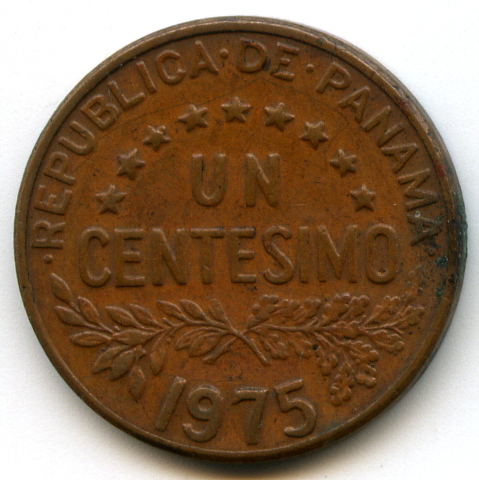 ·REPUBLICA·DE·PANAMA·
UN
CENTESIMO
1975